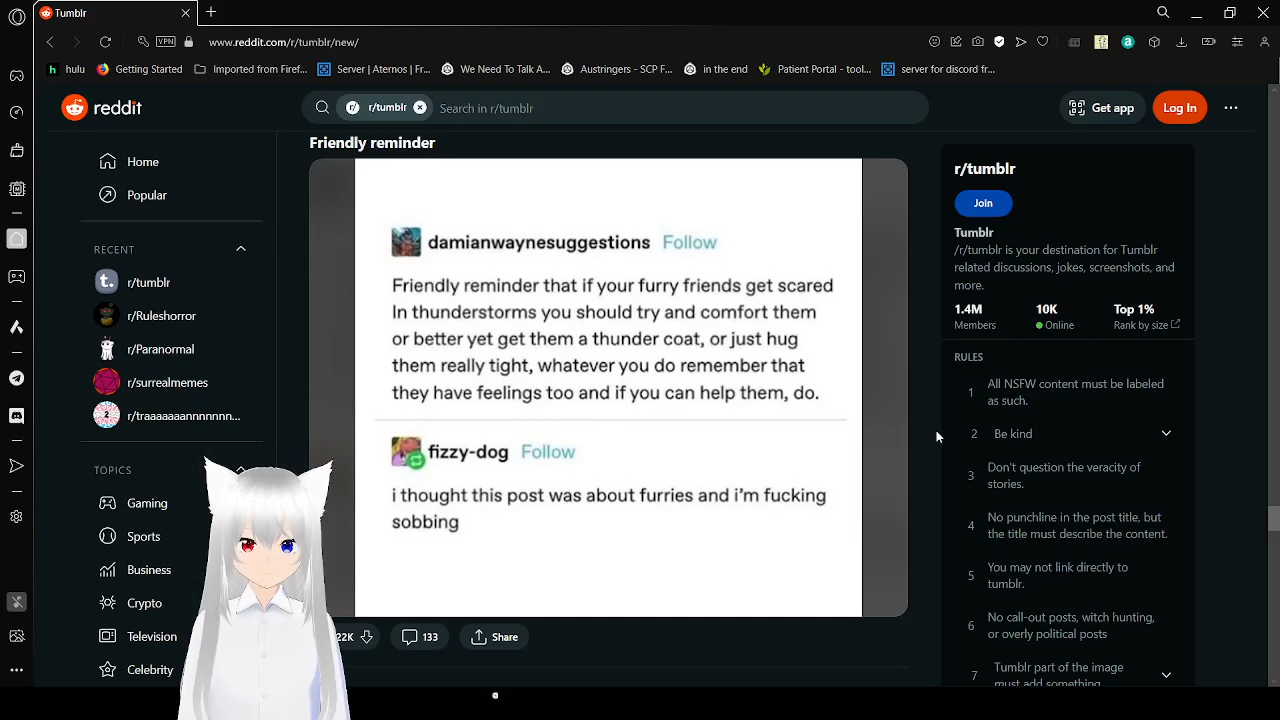 Tumblr
VPN
www.reddit.com/r/tumblr/new/
hulu
Getting Started
Imported from Firef...
Server | Aternos | Fr...
We Need To Talk A...
Austringers - SCP F...
in the end
Patient Portal - tool...
server for discord fr...
reddit
r/ r/tumblr
Search in r/tumblr
Get app
Log In
Home
Popular
RECENT
r/tumblr
r/Ruleshorror
r/Paranormal
r/surrealmemes
r/traaaaaaannnnnnn...
TOPICS
Gaming
Sports
Business
Crypto
Television
Celebrity
Friendly reminder
damianwaynesuggestions Follow
Friendly reminder that if your furry friends get scared
In thunderstorms you should try and comfort them
or better yet get them a thunder coat, or just hug
them really tight, whatever you do remember that
they have feelings too and if you can help them, do.
fizzy-dog Follow
i thought this post was about furries and i'm fucking
sobbing
22K
133
Share
r/tumblr
Join
Tumblr
/r/tumblr is your destination for Tumblr
related discussions, jokes, screenshots, and
more.
1.4M 10K Top 1%
Members Online Rank by size
RULES
1 All NSFW content must be labeled
as such.
2 Be kind
3 Don't question the veracity of
stories.
4 No punchline in the post title, but
the title must describe the content.
5 You may not link directly to
tumblr.
6 No call-out posts, witch hunting,
or overly political posts
7 Tumblr part of the image
must add something